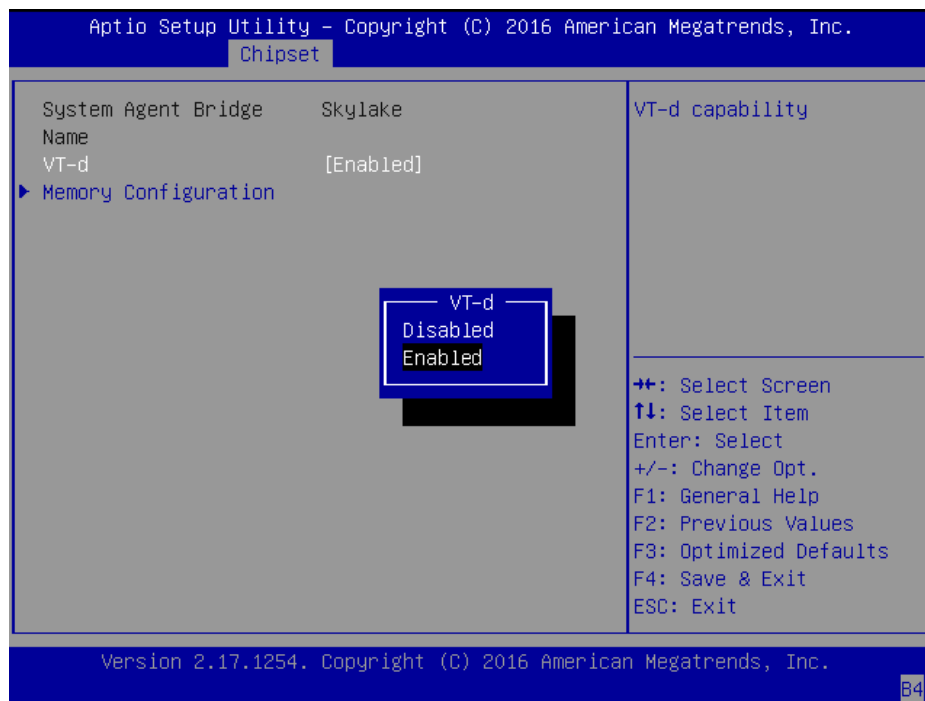 Aptio Setup Utility – Copyright (C) 2016 American Megatrends, Inc.
Chipset
System Agent Bridge Name Skylake
VT-d [Enabled]
Memory Configuration
VT-d
Disabled
Enabled
VT-d capability
→←: Select Screen
↑↓: Select Item
Enter: Select
+/-: Change Opt.
F1: General Help
F2: Previous Values
F3: Optimized Defaults
F4: Save & Exit
ESC: Exit
Version 2.17.1254. Copyright (C) 2016 American Megatrends, Inc.
B4